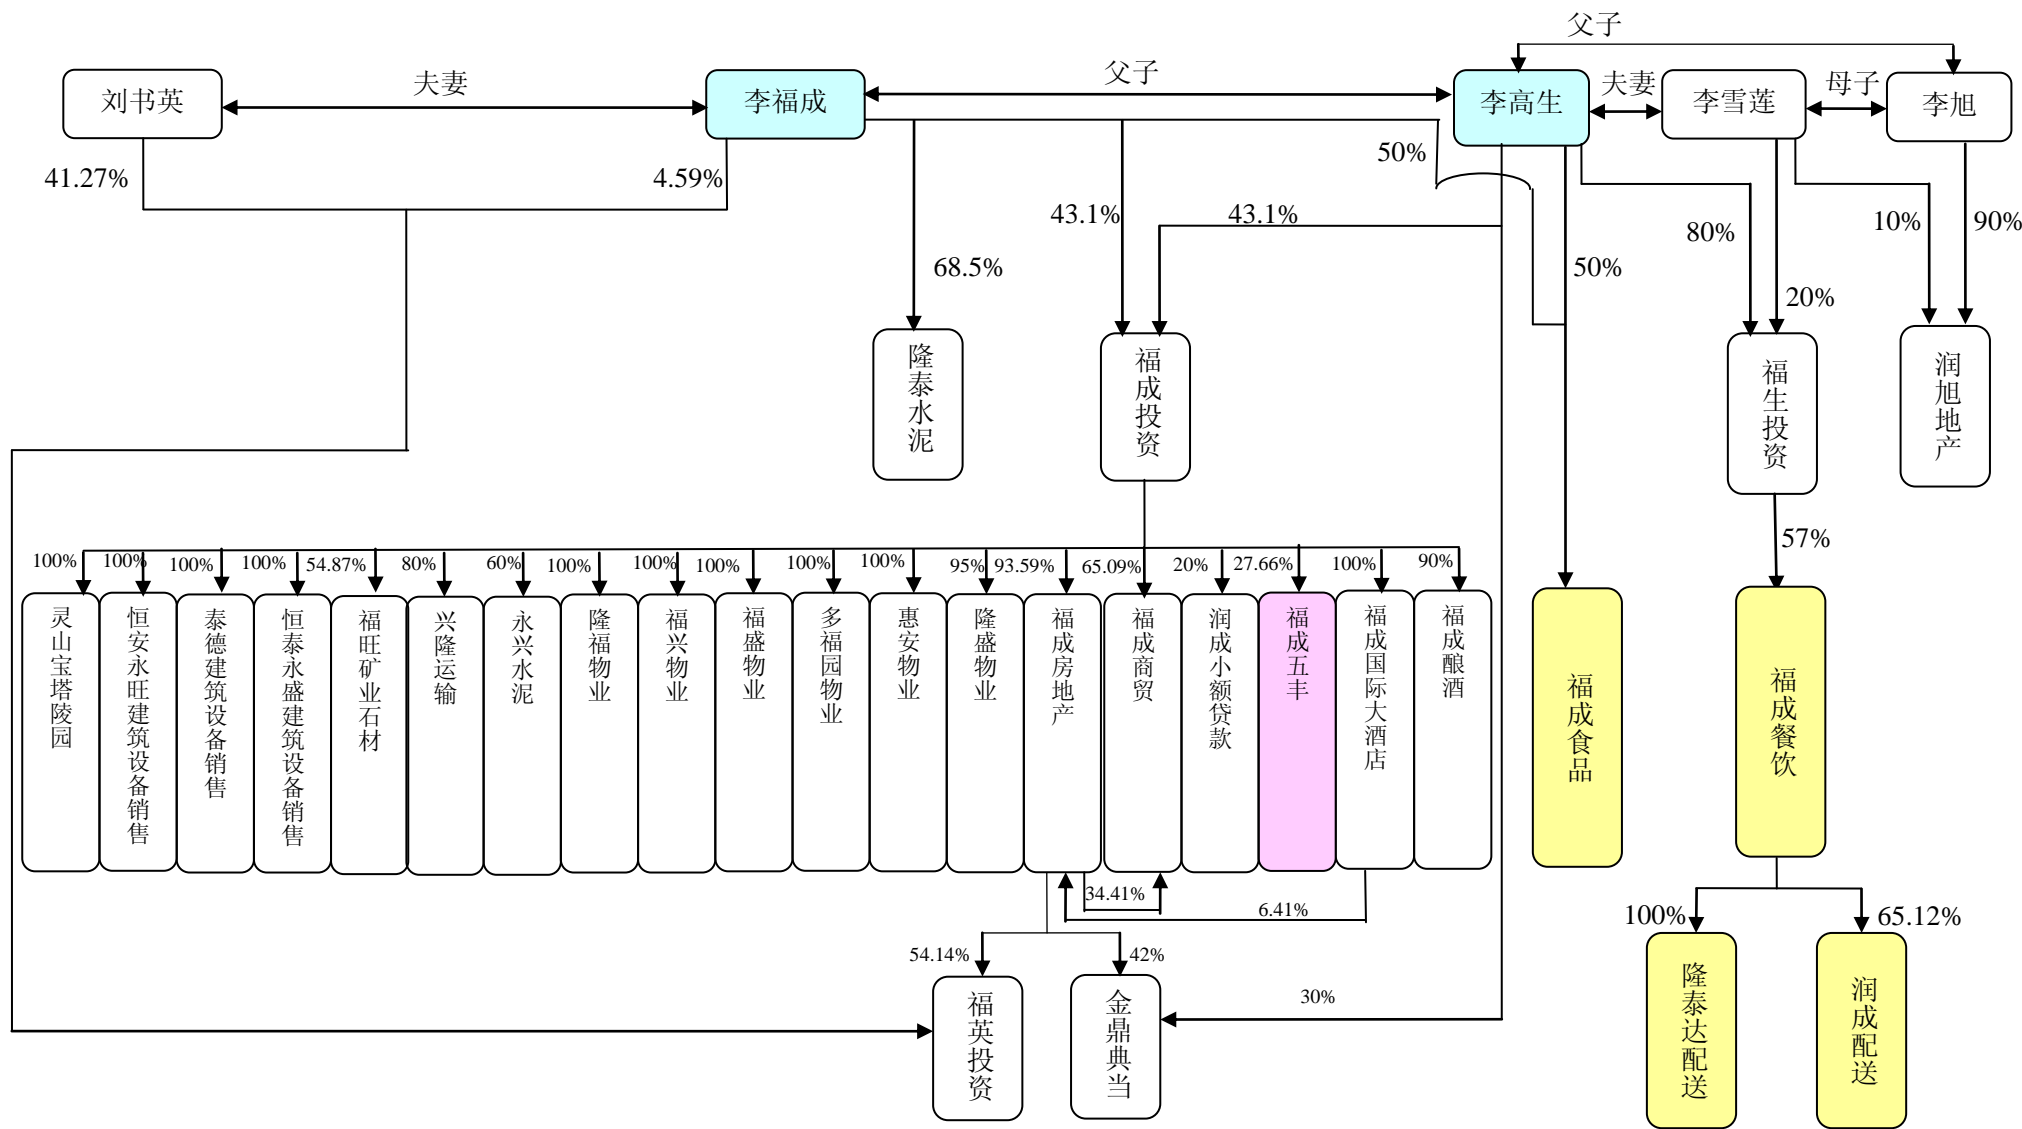 父子
刘书英
夫妻
李福成
父子
李高生
夫妻
李雪莲
母子
李旭
41.27%
4.59%
50%
43.1%
43.1%
68.5%
50%
80%
20%
10%
90%
隆泰水泥
福成投资
福生投资
润旭地产
57%
100%
100%
100%
100%
54.87%
80%
60%
100%
100%
100%
100%
100%
95%
93.59%
65.09%
20%
27.66%
100%
90%
灵山宝塔陵园
恒安永旺建筑设备销售
泰德建筑设备销售
恒泰永盛建筑设备销售
福旺矿业石材
兴隆运输
永兴水泥
隆福物业
福兴物业
福盛物业
多福园物业
惠安物业
隆盛物业
福成房地产
福成商贸
润成小额贷款
福成五丰
福成国际大酒店
福成酿酒
福成食品
福成餐饮
34.41%
6.41%
54.14%
42%
30%
100%
65.12%
福英投资
金鼎典当
隆泰达配送
润成配送